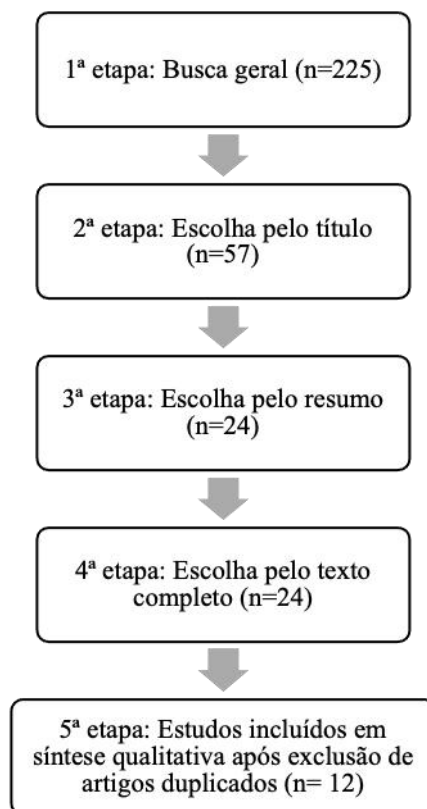 1ª etapa: Busca geral (n=225)
2ª etapa: Escolha pelo título
(n=57)
3ª etapa: Escolha pelo resumo
(n=24)
4ª etapa: Escolha pelo texto
completo (n=24)
5ª etapa: Estudos incluídos em
síntese qualitativa após exclusão de
artigos duplicados (n= 12)